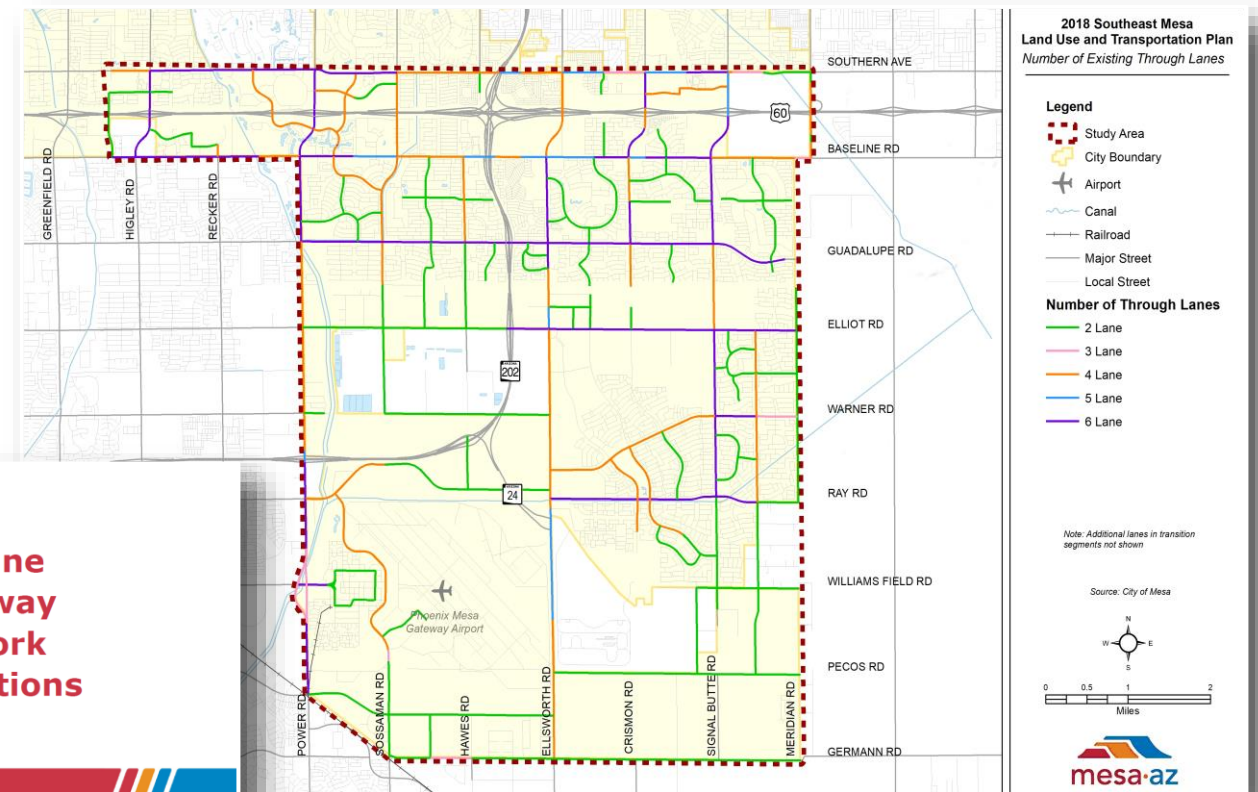 2018 Southeast Mesa
Land Use and Transportation Plan
Number of Existing Through Lanes
Legend
Study Area
City Boundary
Airport
Canal
Railroad
Major Street
Local Street
Number of Through Lanes
2 Lane
3 Lane
4 Lane
5 Lane
6 Lane
Note: Additional lanes in transition
segments not shown
Source: City of Mesa
N
W
E
S
0 0.5 1 2
Miles
mesa·az
SOUTHERN AVE
60
BASELINE RD
GREENFIELD RD
HIGLEY RD
RECKER RD
GUADALUPE RD
ELLIOT RD
202
WARNER RD
RAY RD
24
WILLIAMS FIELD RD
Phoenix Mesa
Gateway Airport
PECOS RD
POWER RD
SOSSAMAN RD
HAWES RD
ELLSWORTH RD
CRISMON RD
SIGNAL BUTTE RD
MERIDIAN RD
GERMANN RD